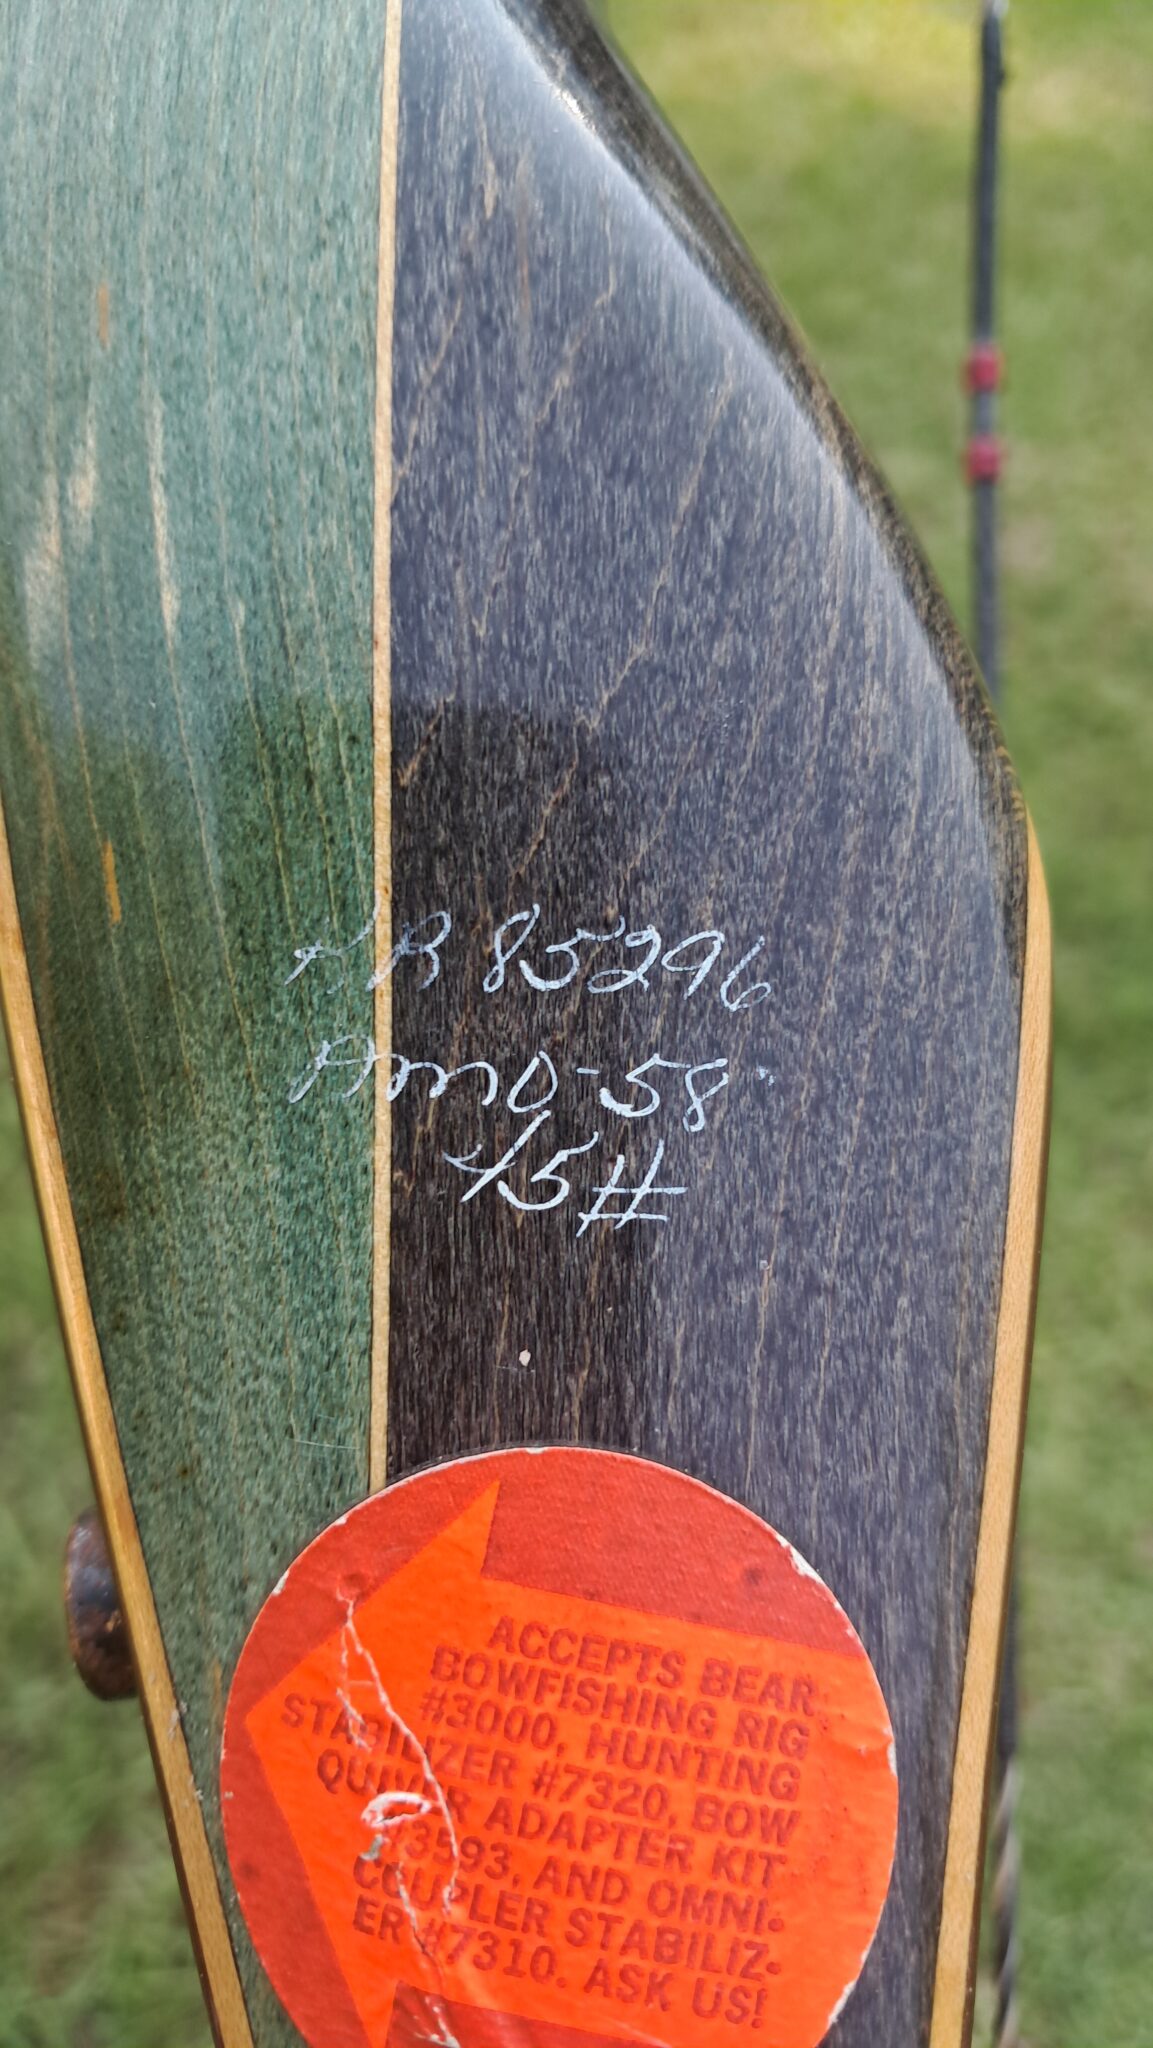 KR 85296
AMO-58"
45#
ACCEPTS BEAR
BOWFISHING RIG
#3000, HUNTING
STABILIZER #7320, BOW
QUIVER ADAPTER KIT
#3593, AND OMNI-
COUPLER STABILIZ-
ER #7310. ASK US!